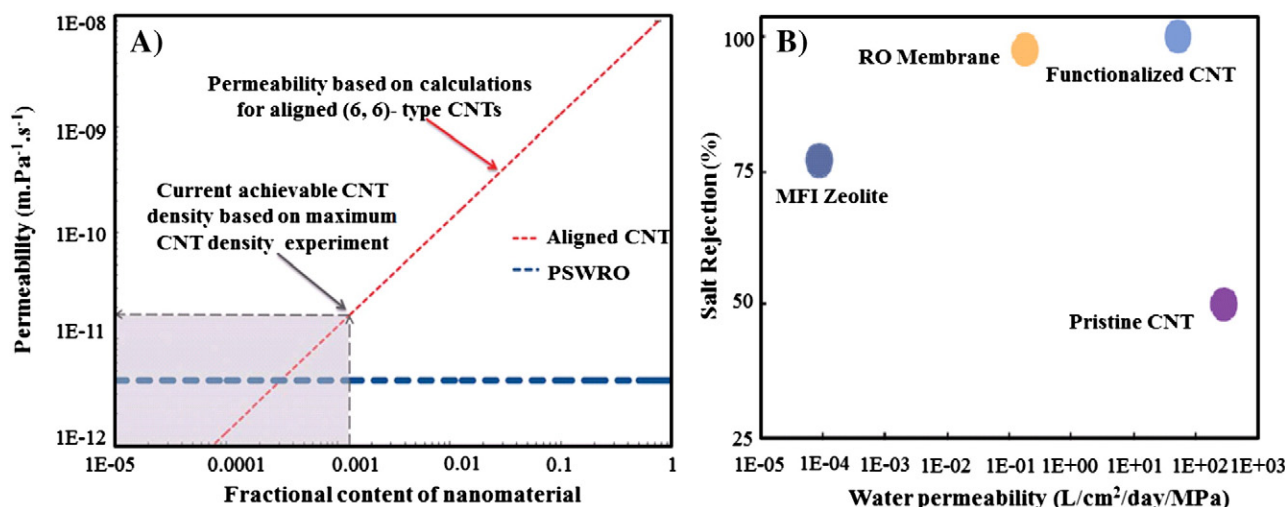 A)
1E-08
1E-09
1E-10
1E-11
1E-12
Permeability (m.Pa-1.s-1)
Permeability based on calculations
for aligned (6, 6)- type CNTs
Current achievable CNT
density based on maximum
CNT density experiment
Aligned CNT
PSWRO
1E-05 0.0001 0.001 0.01 0.1 1
Fractional content of nanomaterial
B)
100
75
50
25
Salt Rejection (%)
RO Membrane
Functionalized CNT
MFI Zeolite
Pristine CNT
1E-05 1E-04 1E-03 1E-02 1E-01 1E+00 1E+01 1E+021E+03
Water permeability (L/cm2/day/MPa)